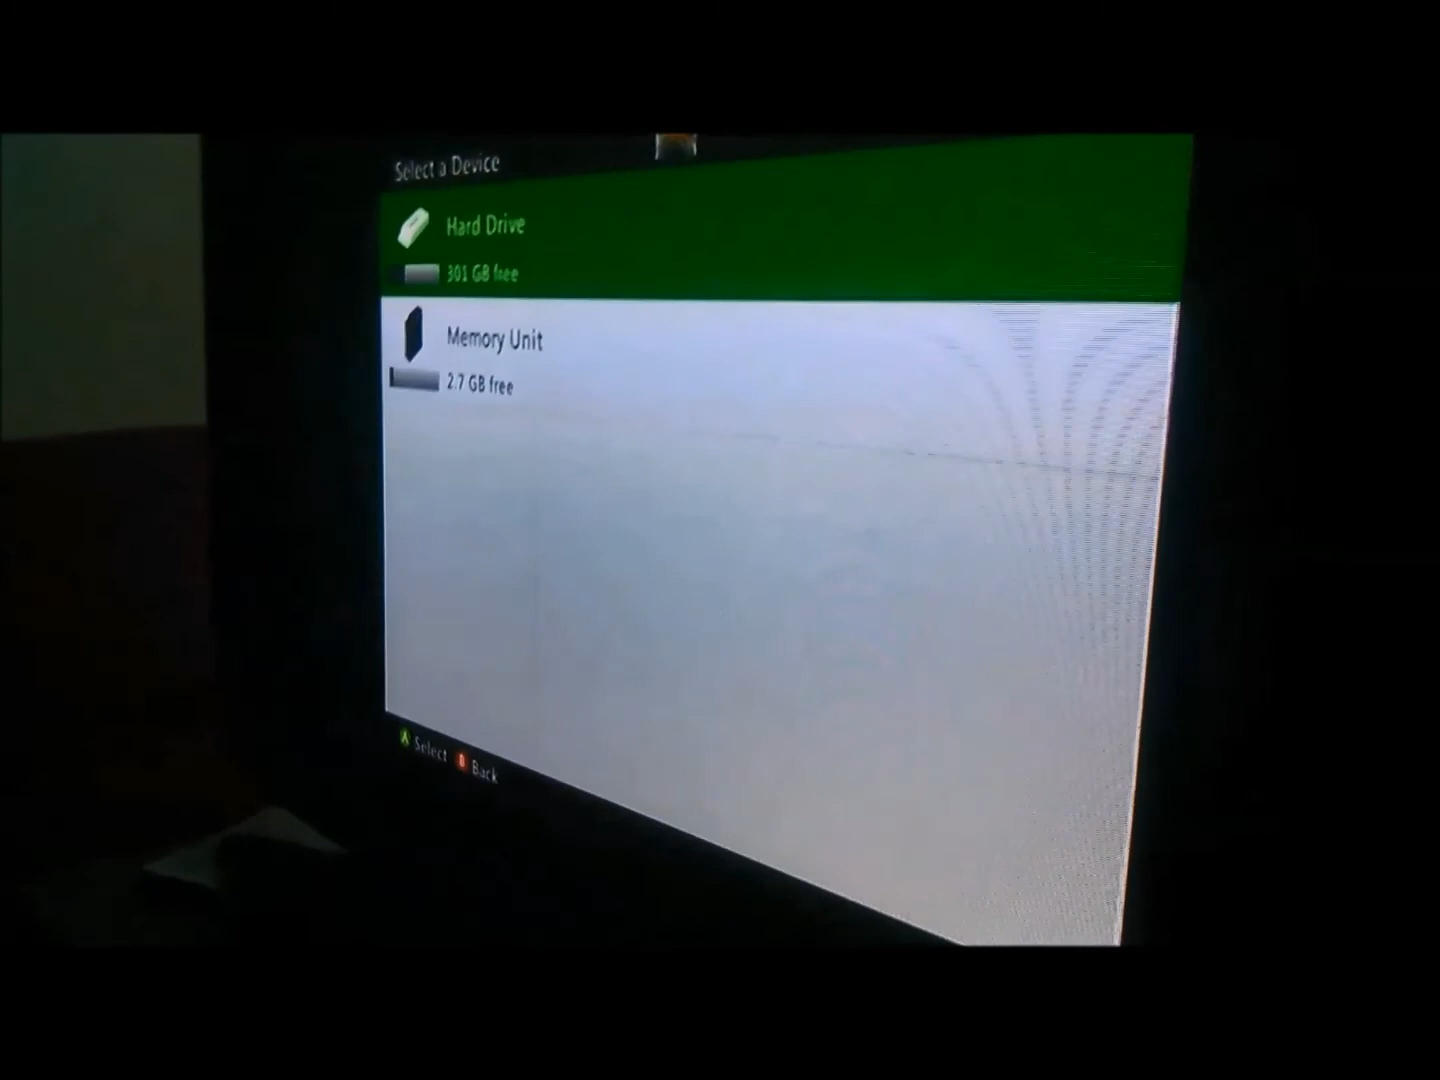 Select a Device
Hard Drive
301 GB free
Memory Unit
2.7 GB free
A Select B Back